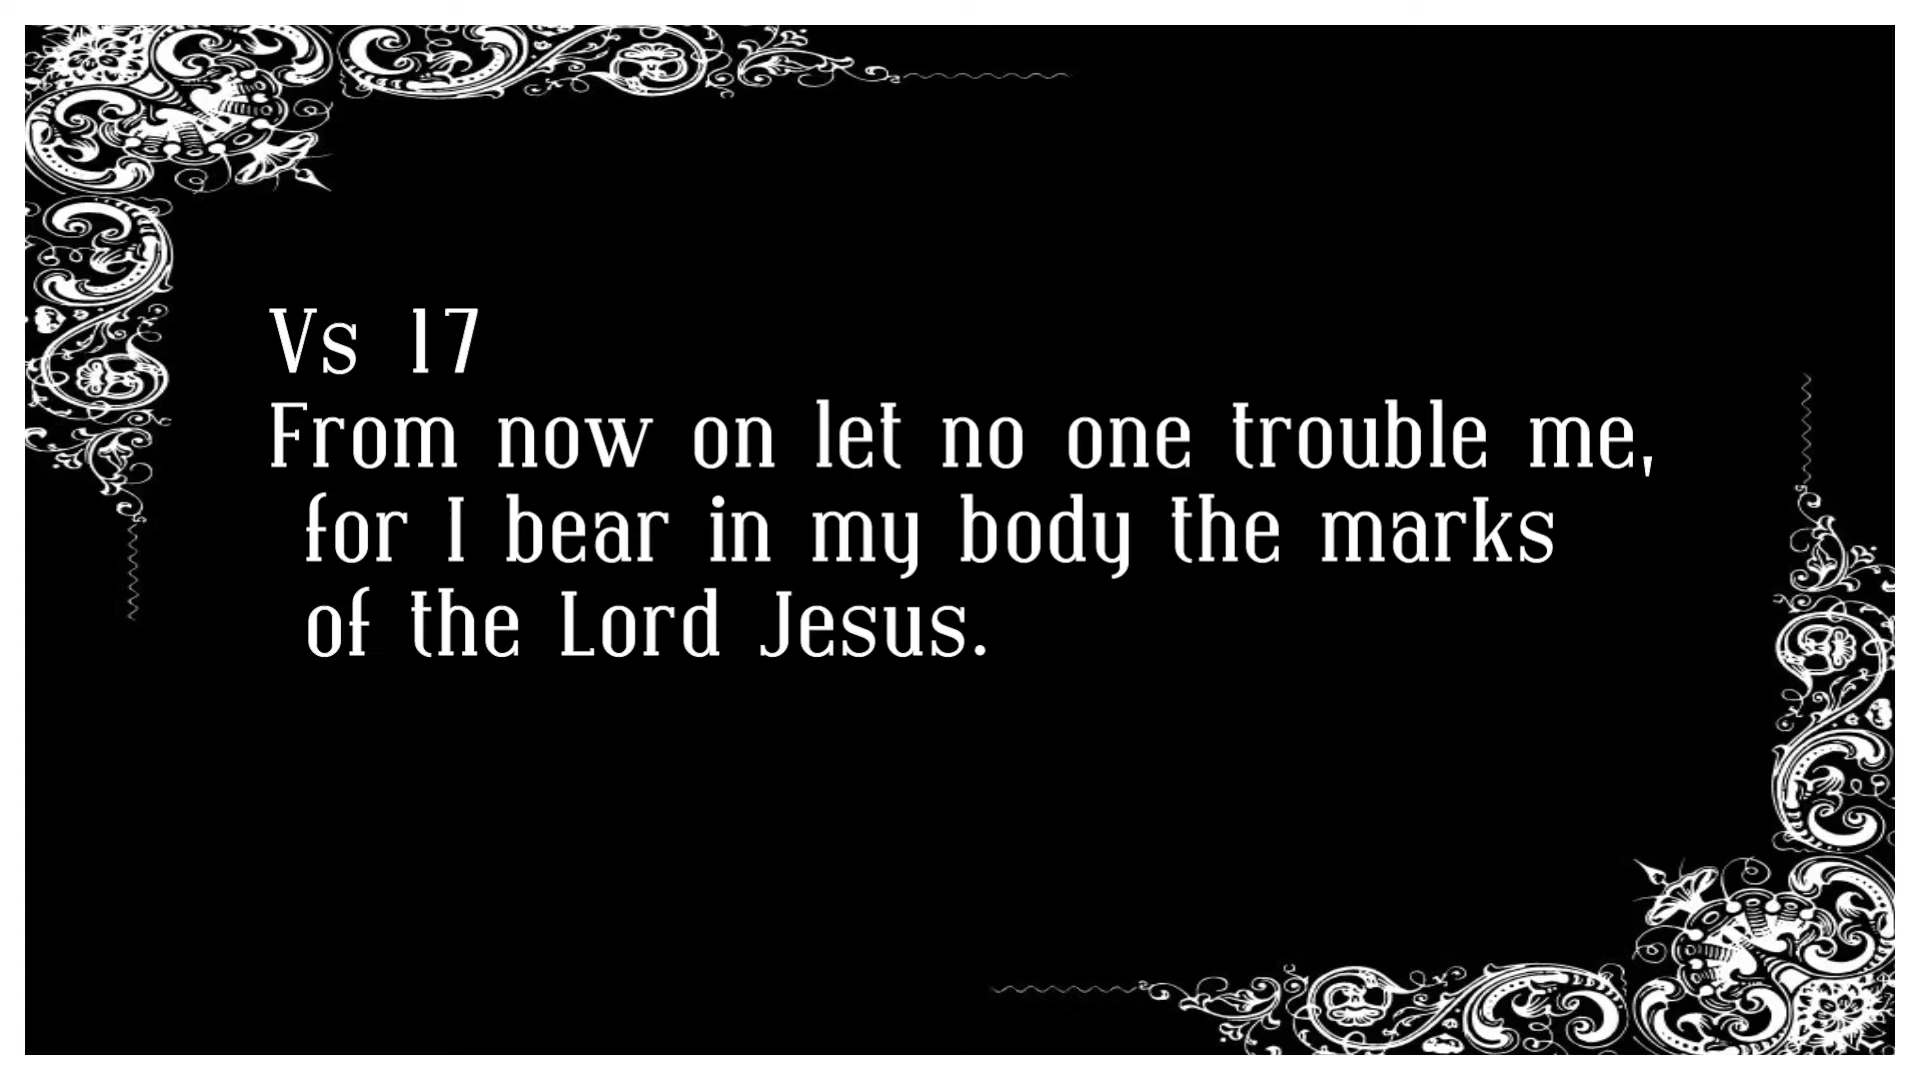 Vs 17
From now on let no one trouble me,
for I bear in my body the marks
of the Lord Jesus.